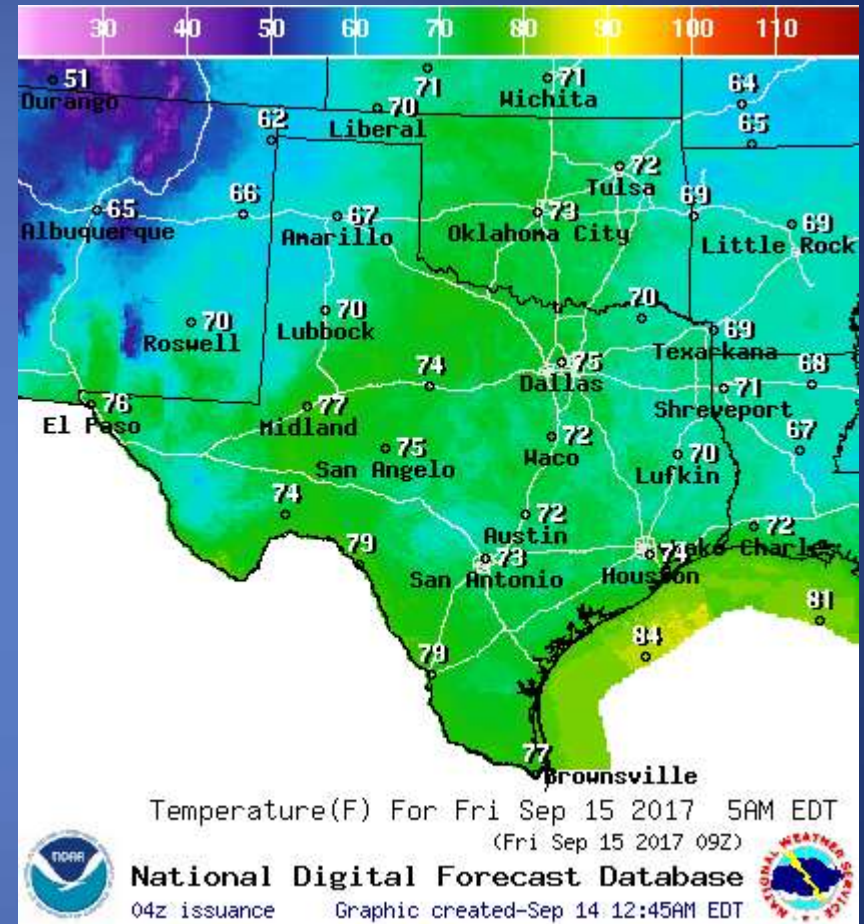 30 40 50 60 70 80 90 100 110
51
Durango
71
71
Wichita
64
70
Liberal
62
65
72
Tulsa
65
Albuquerque
66
67
Amarillo
73
Oklahoma City
69
69
Little Rock
70
Roswell
70
Lubbock
70
69
Texarkana
75
Dallas
74
68
71
Shreveport
76
El Paso
77
Midland
75
San Angelo
72
Waco
70
Lufkin
67
74
72
Austin
72
Lake Charles
79
73
San Antonio
74
Houston
81
84
79
77
Brownsville
Temperature(F) For Fri Sep 15 2017 5AM EDT
(Fri Sep 15 2017 09Z)
NOAA
National Digital Forecast Database
NATIONAL WEATHER SERVICE
04z issuance Graphic created-Sep 14 12:45AM EDT